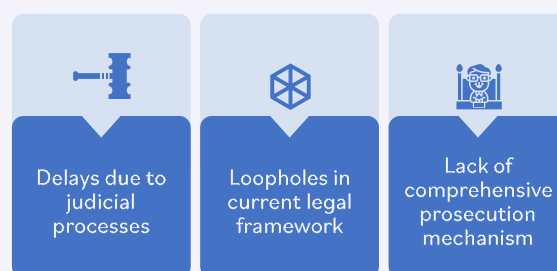 Delays due to
judicial
processes
Loopholes in
current legal
framework
Lack of
comprehensive
prosecution
mechanism